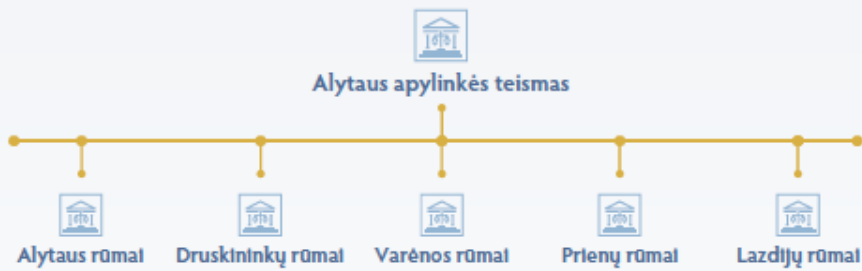 Alytaus apylinkės teismas
Alytaus rūmai
Druskininkų rūmai
Varėnos rūmai
Prienų rūmai
Lazdijų rūmai